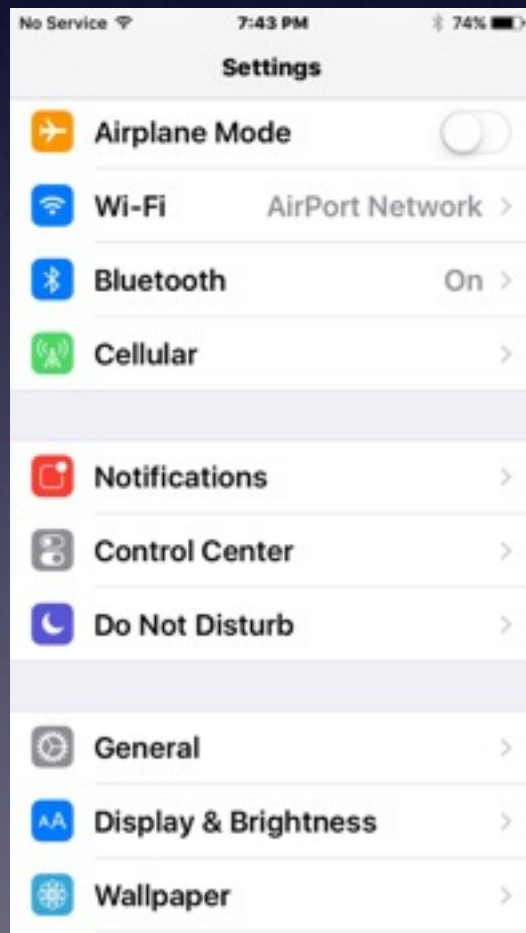 No Service 7:43 PM 74%
Settings
Airplane Mode
Wi-Fi AirPort Network
Bluetooth On
Cellular
Notifications
Control Center
Do Not Disturb
General
AA Display & Brightness
Wallpaper